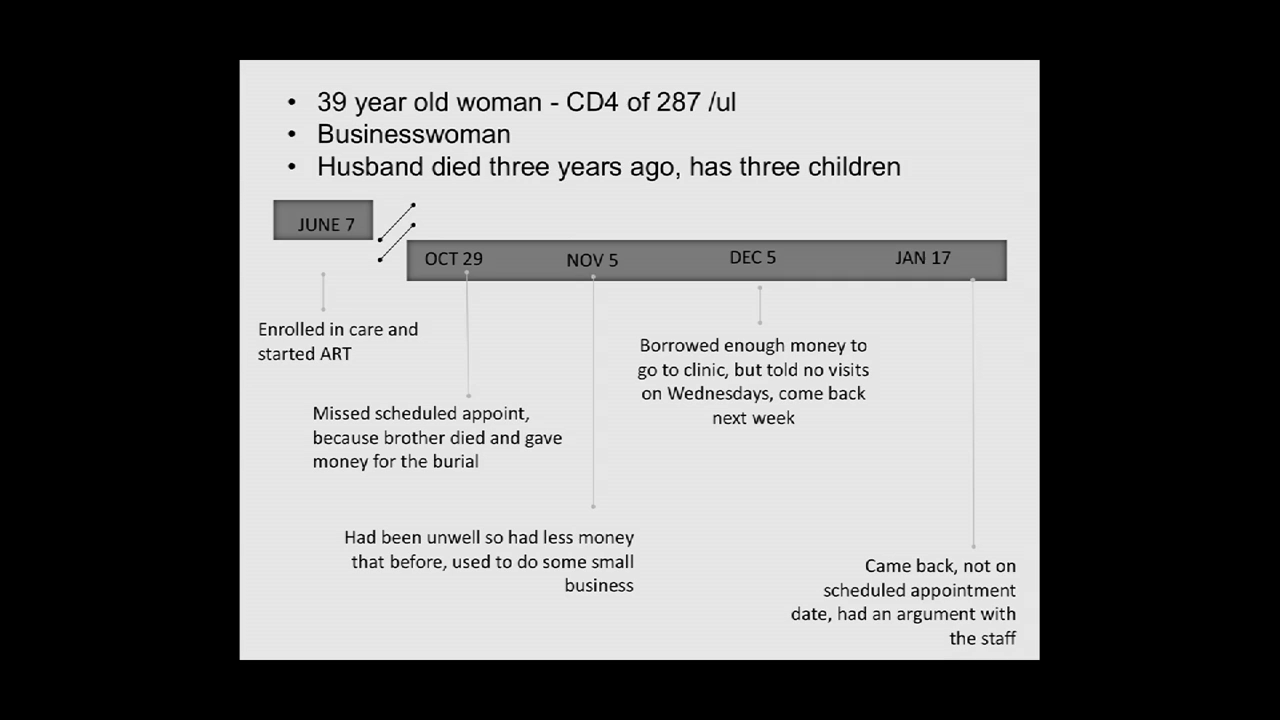 • 39 year old woman - CD4 of 287 /ul
• Businesswoman
• Husband died three years ago, has three children
JUNE 7
OCT 29
NOV 5
DEC 5
JAN 17
Enrolled in care and
started ART
Missed scheduled appoint,
because brother died and gave
money for the burial
Had been unwell so had less money
that before, used to do some small
business
Borrowed enough money to
go to clinic, but told no visits
on Wednesdays, come back
next week
Came back, not on
scheduled appointment
date, had an argument with
the staff